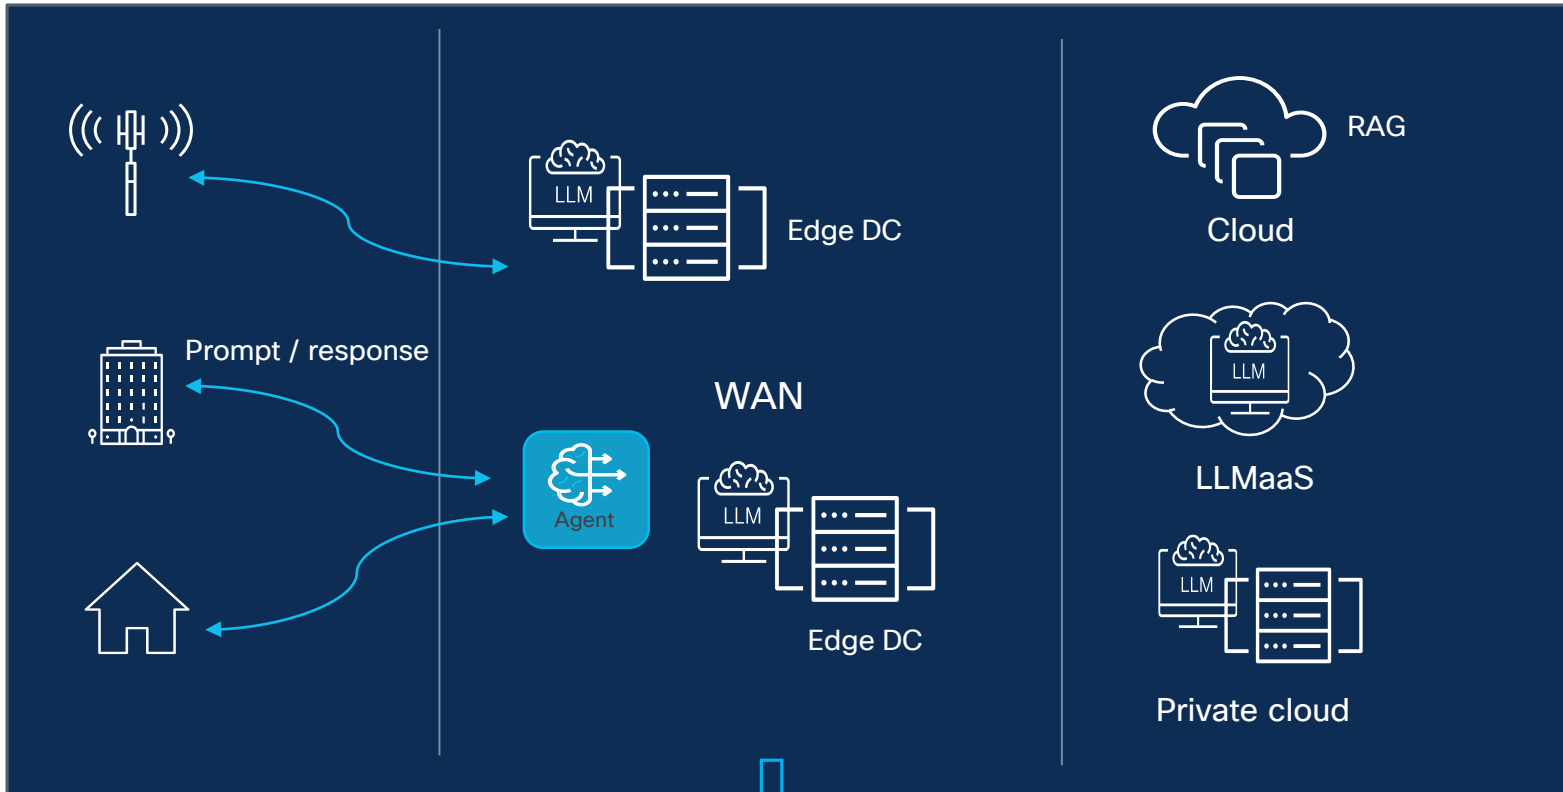 Prompt / response
LLM
Edge DC
WAN
Agent
LLM
Edge DC
RAG
Cloud
LLM
LLMaaS
LLM
Private cloud